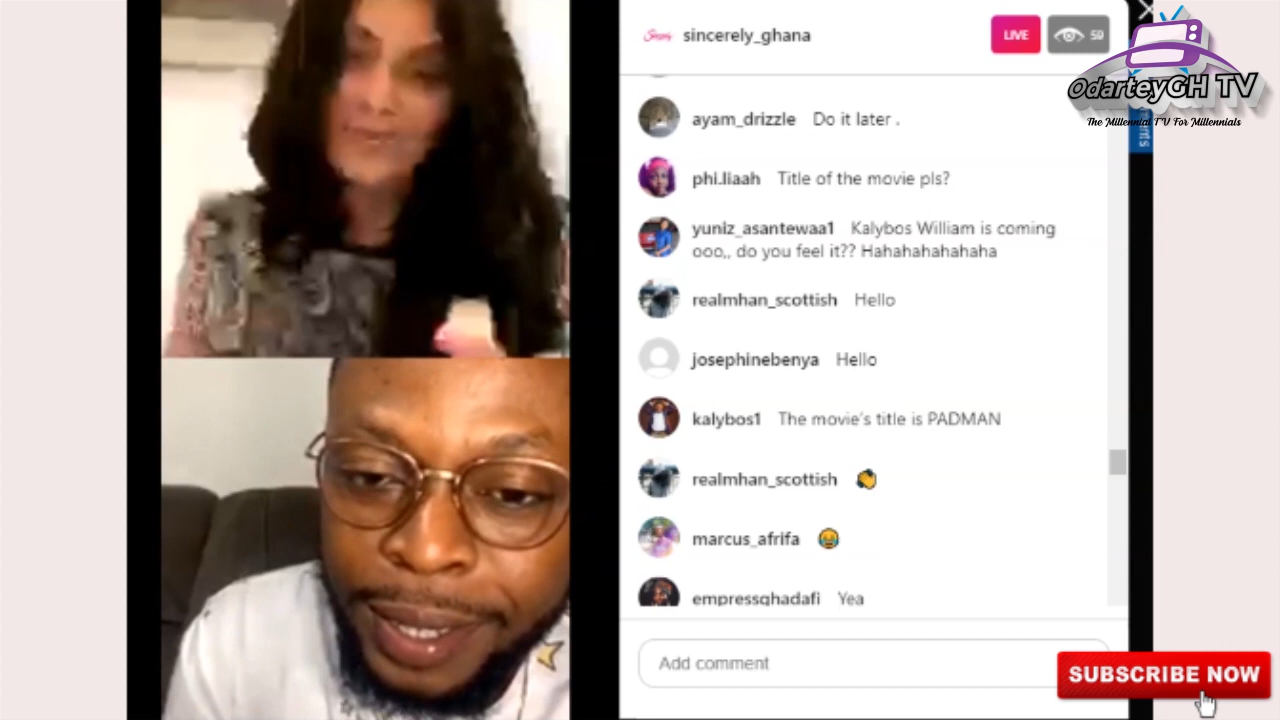 sincerely_ghana
LIVE
59
OdarteyGH TV
The Millennial TV For Millennials
ayam_drizzle Do it later .
phi.liaah Title of the movie pls?
yuniz_asantewaa1 Kalybos William is coming
ooo,, do you feel it?? Hahahahahahaha
realmhan_scottish Hello
josephinebenya Hello
kalybos1 The movie's title is PADMAN
realmhan_scottish
marcus_afrifa
empressghadafi Yea
Add comment
SUBSCRIBE NOW